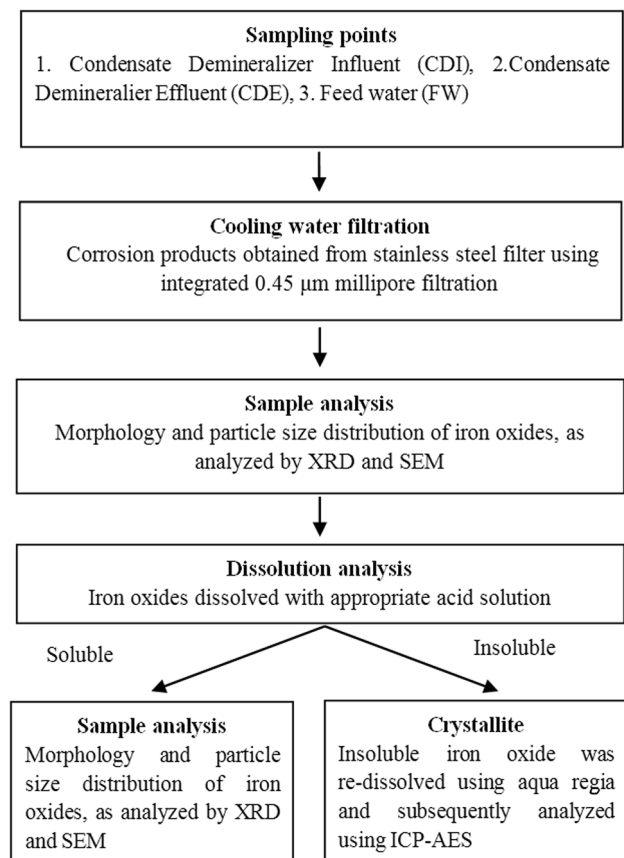 Sampling points
1. Condensate Demineralizer Influent (CDI), 2.Condensate
Demineralier Effluent (CDE), 3. Feed water (FW)
Cooling water filtration
Corrosion products obtained from stainless steel filter using
integrated 0.45 µm millipore filtration
Sample analysis
Morphology and particle size distribution of iron oxides, as
analyzed by XRD and SEM
Dissolution analysis
Iron oxides dissolved with appropriate acid solution
Soluble
Insoluble
Sample analysis
Morphology and particle
size distribution of iron
oxides, as analyzed by XRD
and SEM
Crystallite
Insoluble iron oxide was
re-dissolved using aqua regia
and subsequently analyzed
using ICP-AES